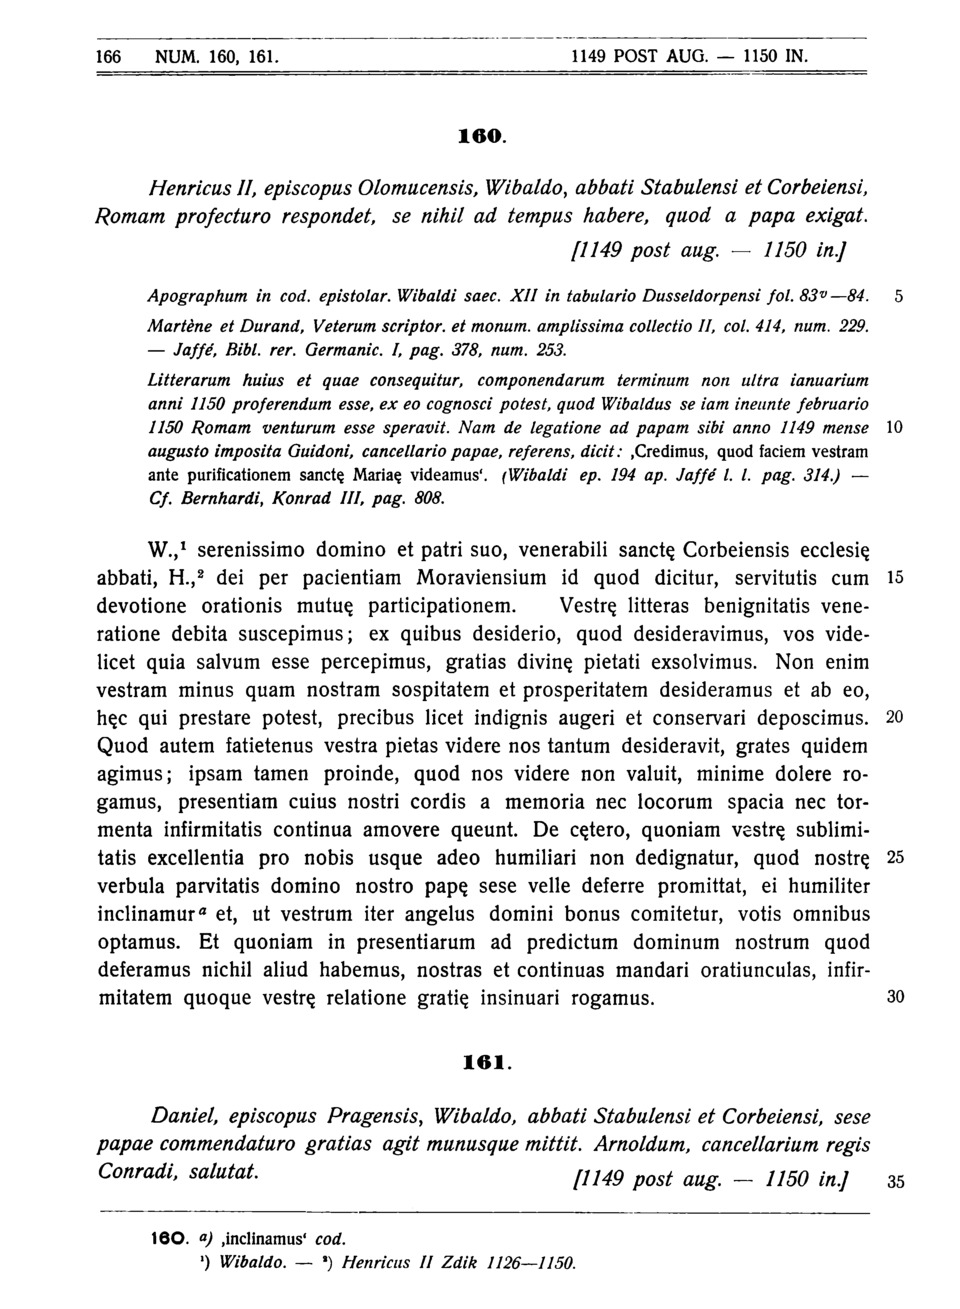 166 NUM. 160, 161. 1149 POST AUG. — 1150 IN.
160.
Henricus II, episcopus Olomucensis, Wibaldo, abbati Stabulensi et Corbeiensi,
Romam profecturo respondet, se nihil ad tempus habere, quod a papa exigat.
[1149 post aug. — 1150 in.]
Apographum in cod. epistolar. Wibaldi saec. XII in tabulario Dusseldorpensi fol. 83v—84. 5
Martène et Durand, Veterum scriptor. et monum. amplissima collectio II, col. 414, num. 229.
— Jaffé, Bibl. rer. Germanic. I, pag. 378, num. 253.
Litterarum huius et quae consequitur, componendarum terminum non ultra ianuarium
anni 1150 proferendum esse, ex eo cognosci potest, quod Wibaldus se iam ineunte februario
1150 Romam venturum esse speravit. Nam de legatione ad papam sibi anno 1149 mense 10
augusto imposita Guidoni, cancellario papae, referens, dicit: ‚Credimus, quod faciem vestram
ante purificationem sanctę Mariaę videamus‘. (Wibaldi ep. 194 ap. Jaffé l. l. pag. 314.) —
Cf. Bernhardi, Konrad III, pag. 808.
W.,¹ serenissimo domino et patri suo, venerabili sanctę Corbeiensis ecclesię
abbati, H.,² dei per pacientiam Moraviensium id quod dicitur, servitutis cum 15
devotione orationis mutuę participationem. Vestrę litteras benignitatis vene-
ratione debita suscepimus; ex quibus desiderio, quod desideravimus, vos vide-
licet quia salvum esse percepimus, gratias divinę pietati exsolvimus. Non enim
vestram minus quam nostram sospitatem et prosperitatem desideramus et ab eo,
hęc qui prestare potest, precibus licet indignis augeri et conservari deposcimus. 20
Quod autem fatietenus vestra pietas videre nos tantum desideravit, grates quidem
agimus; ipsam tamen proinde, quod nos videre non valuit, minime dolere ro-
gamus, presentiam cuius nostri cordis a memoria nec locorum spacia nec tor-
menta infirmitatis continua amovere queunt. De cętero, quoniam vestrę sublimi-
tatis excellentia pro nobis usque adeo humiliari non dedignatur, quod nostrę 25
verbula parvitatis domino nostro papę sese velle deferre promittat, ei humiliter
inclinamurᵃ et, ut vestrum iter angelus domini bonus comitetur, votis omnibus
optamus. Et quoniam in presentiarum ad predictum dominum nostrum quod
deferamus nichil aliud habemus, nostras et continuas mandari oratiunculas, infir-
mitatem quoque vestrę relatione gratię insinuari rogamus. 30
161.
Daniel, episcopus Pragensis, Wibaldo, abbati Stabulensi et Corbeiensi, sese
papae commendaturo gratias agit munusque mittit. Arnoldum, cancellarium regis
Conradi, salutat. [1149 post aug. — 1150 in.] 35
160. a) ‚inclinamus‘ cod.
¹) Wibaldo. — ²) Henricus II Zdik 1126—1150.